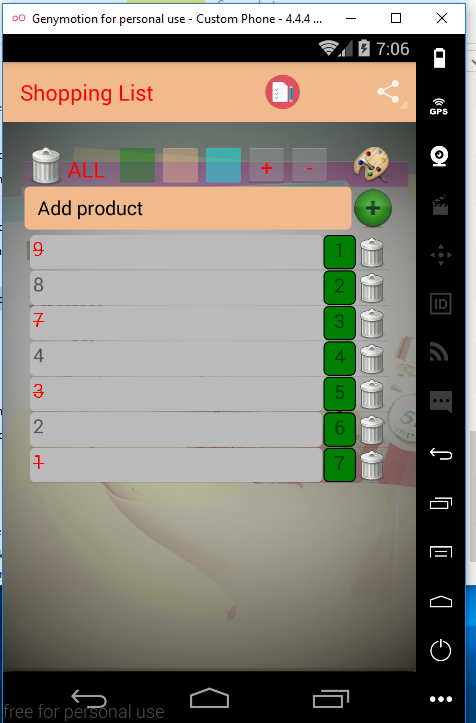 Genymotion for personal use - Custom Phone - 4.4.4 ...
7:06
Shopping List
GPS
ALL + -
Add product
9 1
8 2
7 3
ID
4 4
3 5
2 6
1 7
free for personal use